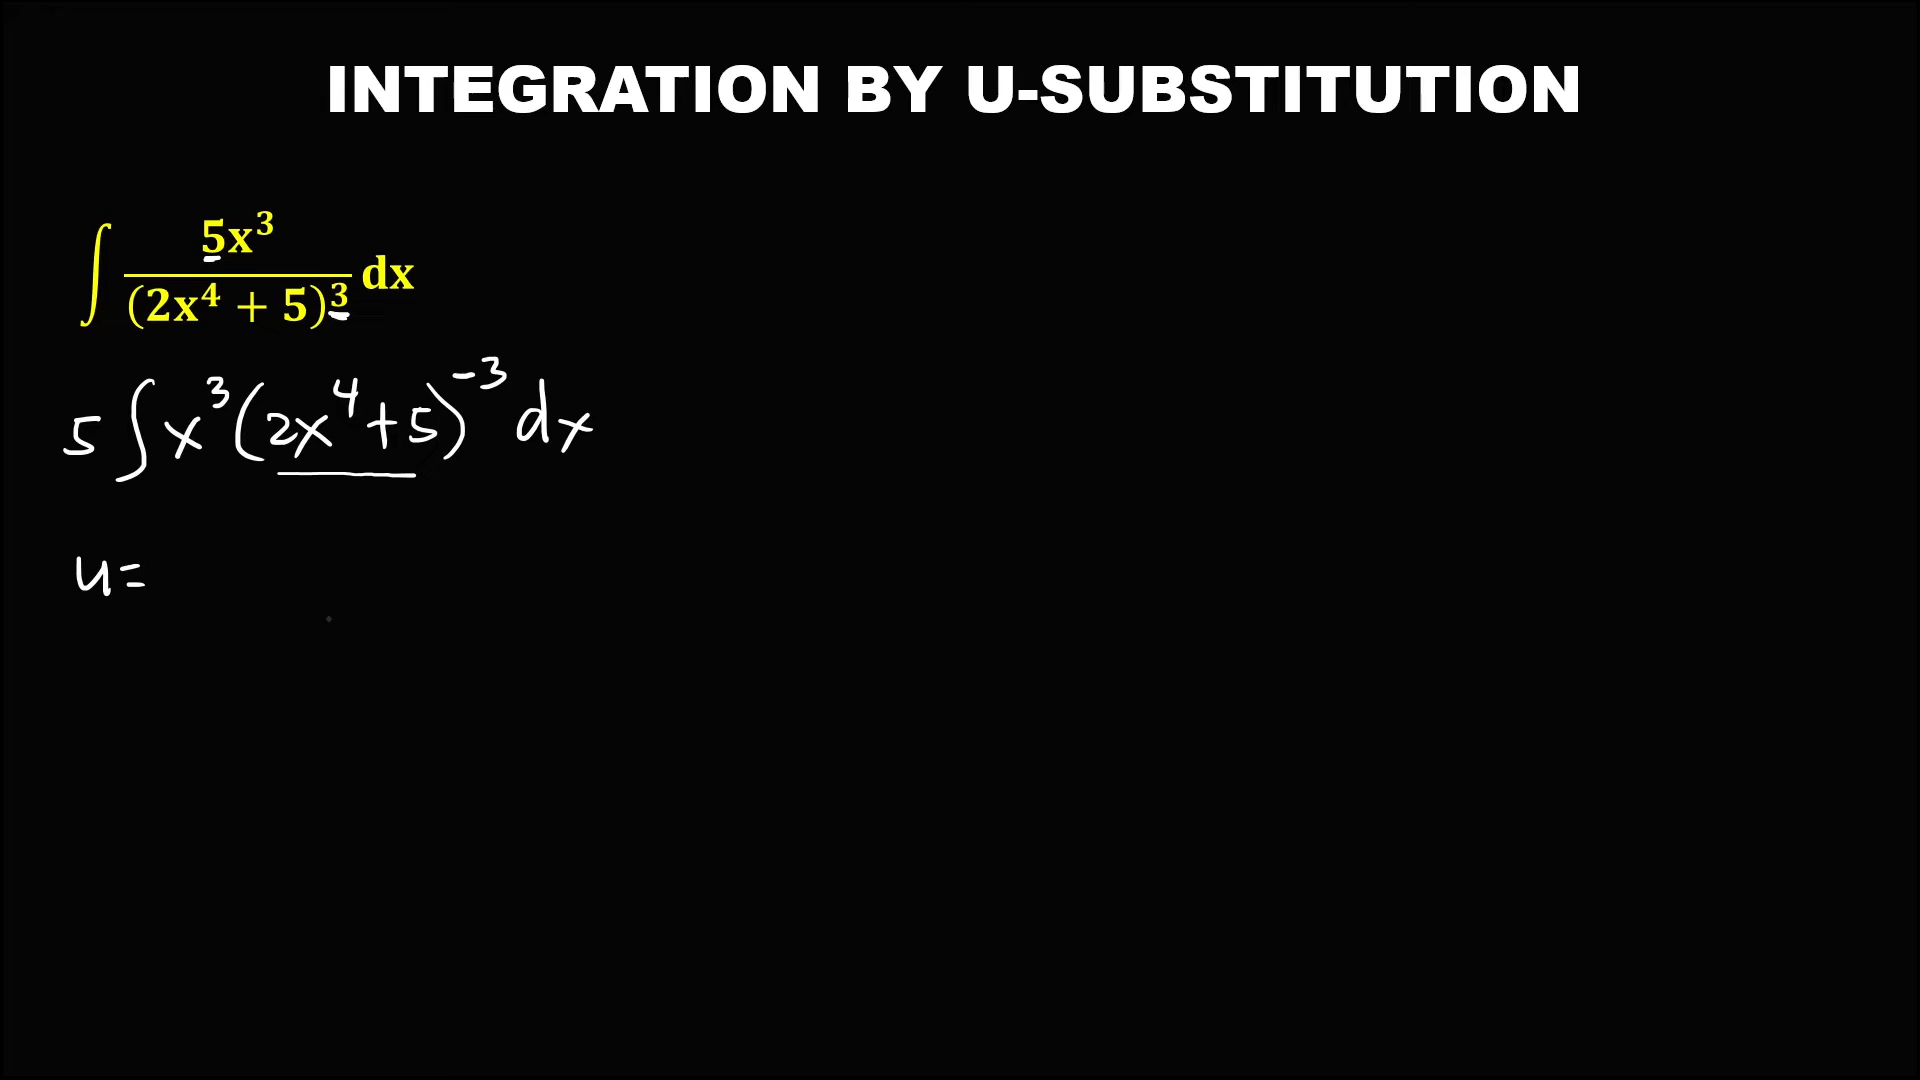 INTEGRATION BY U-SUBSTITUTION
∫ 5x³ / (2x⁴ + 5)³ dx
5 ∫ x³ (2x⁴ + 5)⁻³ dx
u =